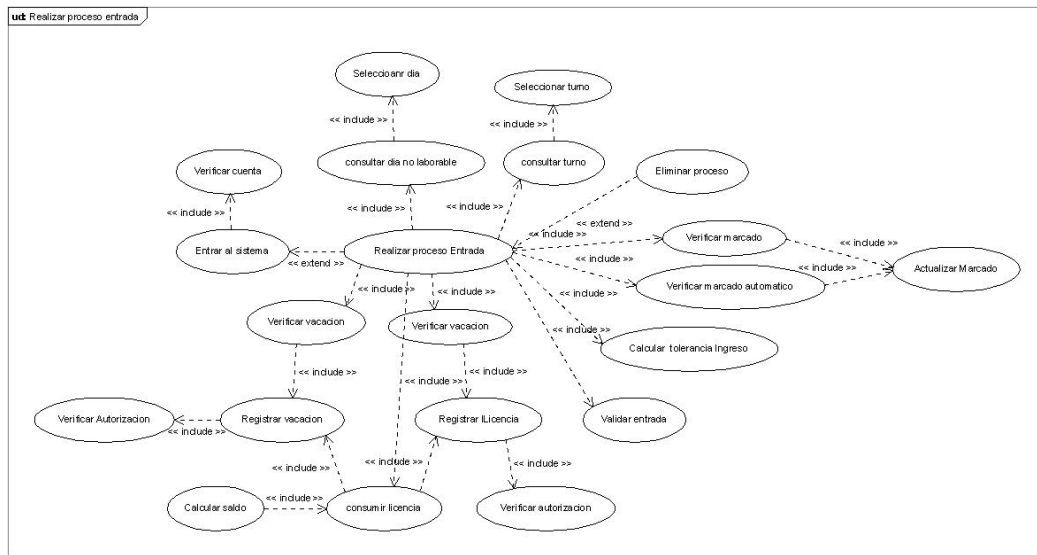 ud: Realizar proceso entrada
Seleccioanr dia
Seleccionar turno
<< include >>
<< include >>
consultar dia no laborable
consultar turno
Verificar cuenta
Eliminar proceso
<< include >>
<< include >>
<< include >>
<< extend >>
<< include >>
Verificar marcado
Entrar al sistema
<< extend >>
Realizar proceso Entrada
<< include >>
<< include >>
<< include >>
Actualizar Marcado
Verificar marcado automatico
<< include >>
<< include >>
<< include >>
Verificar vacacion
Verificar vacacion
<< include >>
Calcular tolerancia Ingreso
<< include >>
<< include >>
Verificar Autorizacion
<< include >>
Registrar vacacion
Registrar lLicencia
Validar entrada
<< include >>
<< include >>
<< include >>
Calcular saldo
<< include >>
consumir licencia
Verificar autorizacion